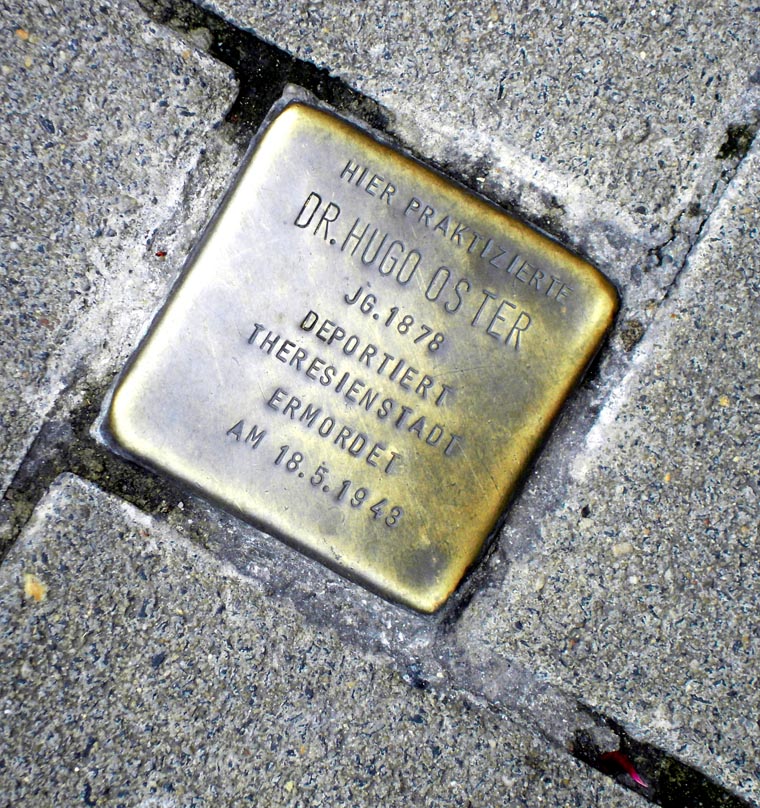 HIER PRAKTIZIERTE
DR. HUGO OSTER
JG. 1878
DEPORTIERT
THERESIENSTADT
ERMORDET
AM 18.5.1943